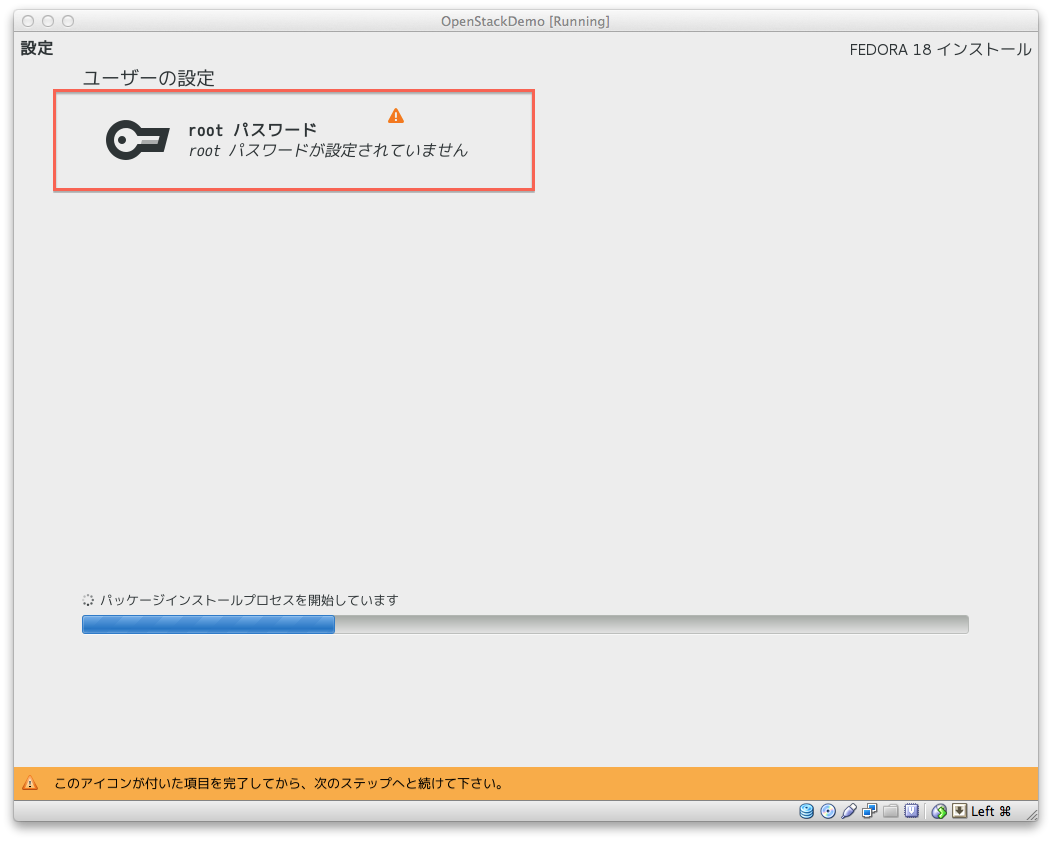 OpenStackDemo [Running]
設定
FEDORA 18 インストール
ユーザーの設定
root パスワード
root パスワードが設定されていません
パッケージインストールプロセスを開始しています
このアイコンが付いた項目を完了してから、次のステップへと続けて下さい。
Left ⌘